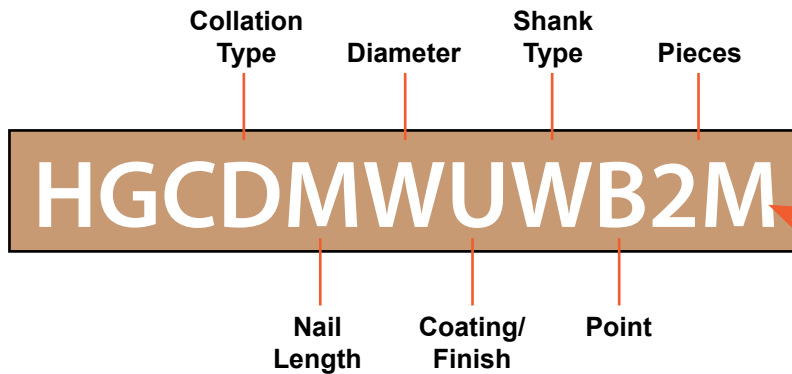 Collation
Type
Diameter
Shank
Type
Pieces
HGCDMWUWB2M
Nail
Length
Coating/
Finish
Point